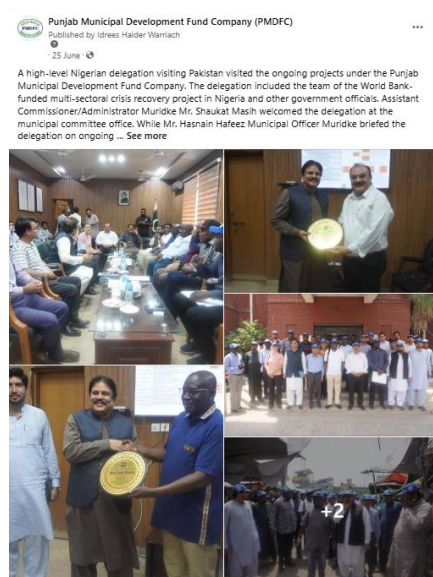 Punjab Municipal Development Fund Company (PMDFC)
Published by Idrees Haider Warriach
· 25 June ·
A high-level Nigerian delegation visiting Pakistan visited the ongoing projects under the Punjab
Municipal Development Fund Company. The delegation included the team of the World Bank-
funded multi-sectoral crisis recovery project in Nigeria and other government officials. Assistant
Commissioner/Administrator Muridke Mr. Shaukat Masih welcomed the delegation at the
municipal committee office. While Mr. Hasnain Hafeez Municipal Officer Muridke briefed the
delegation on ongoing ... See more
+2